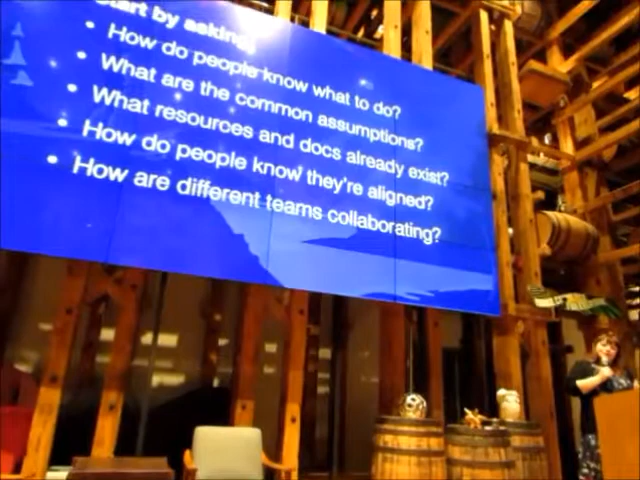 Start by asking:
• How do people know what to do?
• What are the common assumptions?
• What resources and docs already exist?
• How do people know they're aligned?
• How are different teams collaborating?